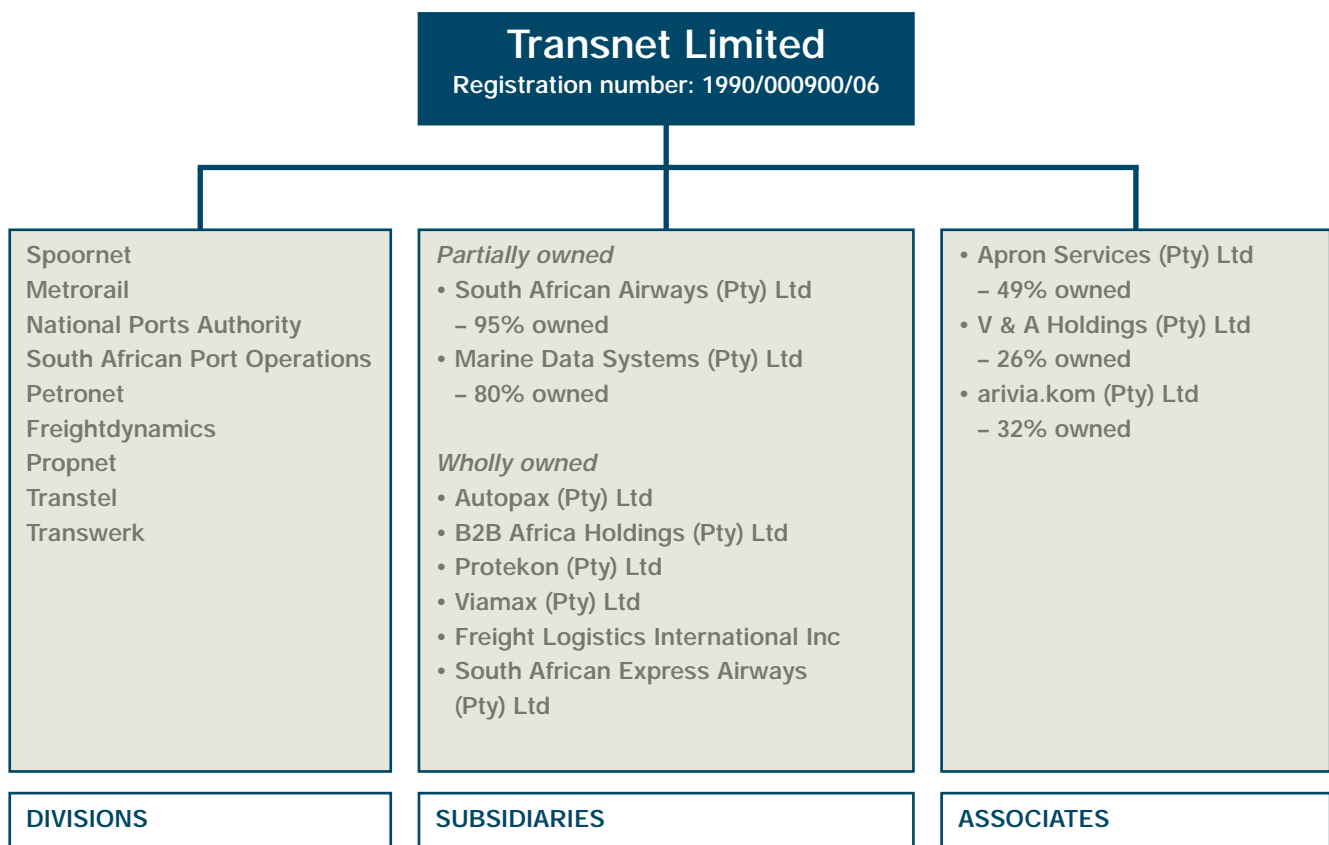 Transnet Limited
Registration number: 1990/000900/06
Spoornet
Metrorail
National Ports Authority
South African Port Operations
Petronet
Freightdynamics
Propnet
Transtel
Transwerk
DIVISIONS
Partially owned
• South African Airways (Pty) Ltd
– 95% owned
• Marine Data Systems (Pty) Ltd
– 80% owned
Wholly owned
• Autopax (Pty) Ltd
• B2B Africa Holdings (Pty) Ltd
• Protekon (Pty) Ltd
• Viamax (Pty) Ltd
• Freight Logistics International Inc
• South African Express Airways
(Pty) Ltd
SUBSIDIARIES
• Apron Services (Pty) Ltd
– 49% owned
• V & A Holdings (Pty) Ltd
– 26% owned
• arivia.kom (Pty) Ltd
– 32% owned
ASSOCIATES